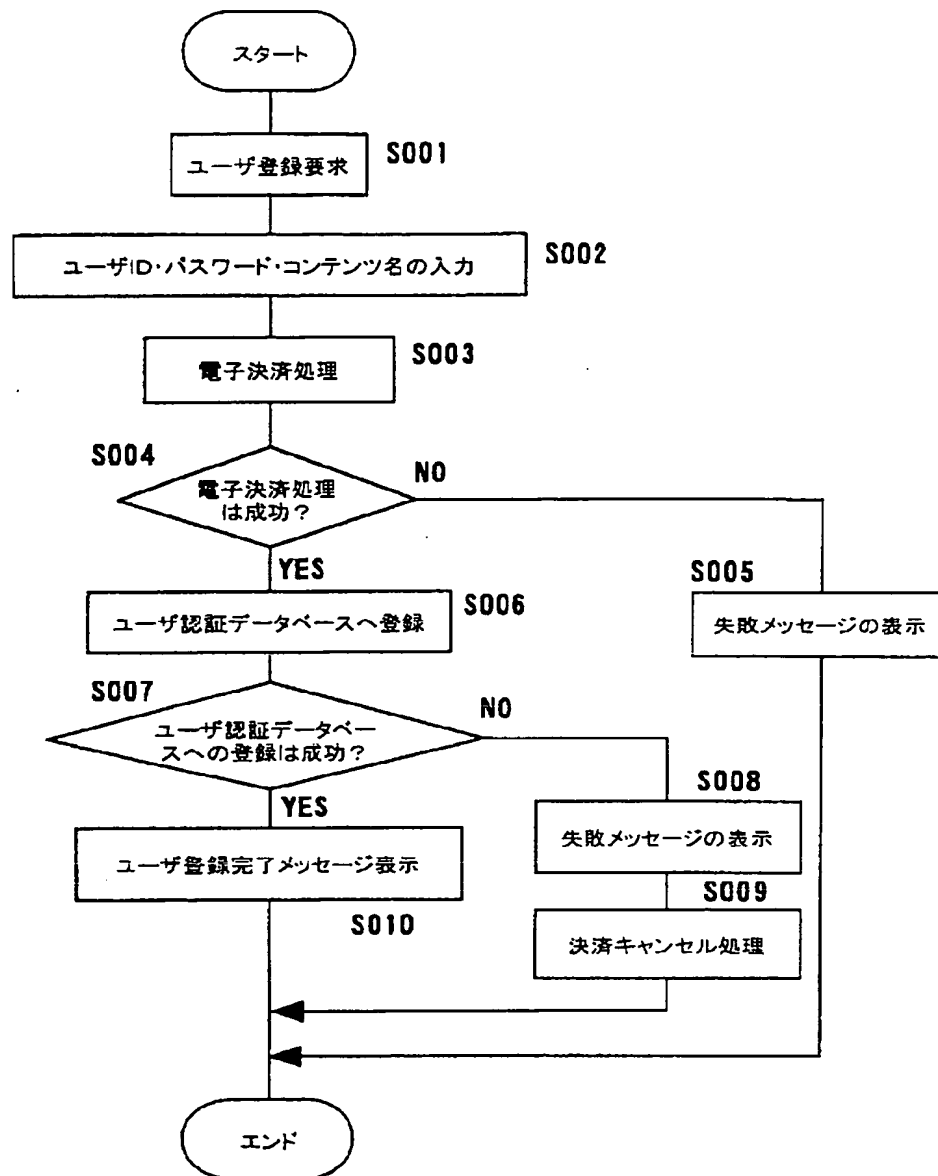 スタート
ユーザ登録要求
S001
ユーザID・パスワード・コンテンツ名の入力
S002
電子決済処理
S003
S004
電子決済処理
は成功?
NO
YES
S005
失敗メッセージの表示
ユーザ認証データベースへ登録
S006
S007
ユーザ認証データベー
スへの登録は成功?
NO
YES
S008
失敗メッセージの表示
ユーザ登録完了メッセージ表示
S010
S009
決済キャンセル処理
エンド